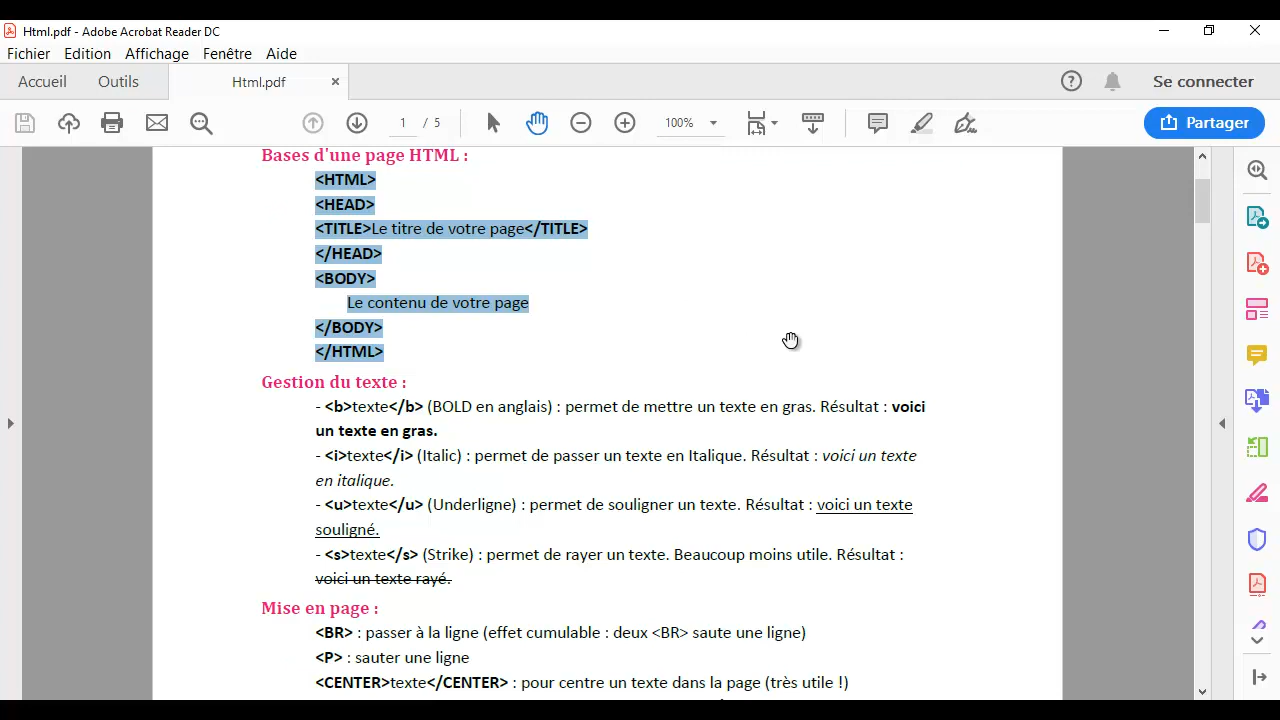 Html.pdf - Adobe Acrobat Reader DC
Fichier Edition Affichage Fenêtre Aide
Accueil Outils Html.pdf × Se connecter
1 / 5 100% Partager
Bases d'une page HTML :
<HTML>
<HEAD>
<TITLE>Le titre de votre page</TITLE>
</HEAD>
<BODY>
Le contenu de votre page
</BODY>
</HTML>
Gestion du texte :
- <b>texte</b> (BOLD en anglais) : permet de mettre un texte en gras. Résultat : voici
un texte en gras.
- <i>texte</i> (Italic) : permet de passer un texte en Italique. Résultat : voici un texte
en italique.
- <u>texte</u> (Underligne) : permet de souligner un texte. Résultat : voici un texte
souligné.
- <s>texte</s> (Strike) : permet de rayer un texte. Beaucoup moins utile. Résultat :
voici un texte rayé.
Mise en page :
<BR> : passer à la ligne (effet cumulable : deux <BR> saute une ligne)
<P> : sauter une ligne
<CENTER>texte</CENTER> : pour centre un texte dans la page (très utile !)